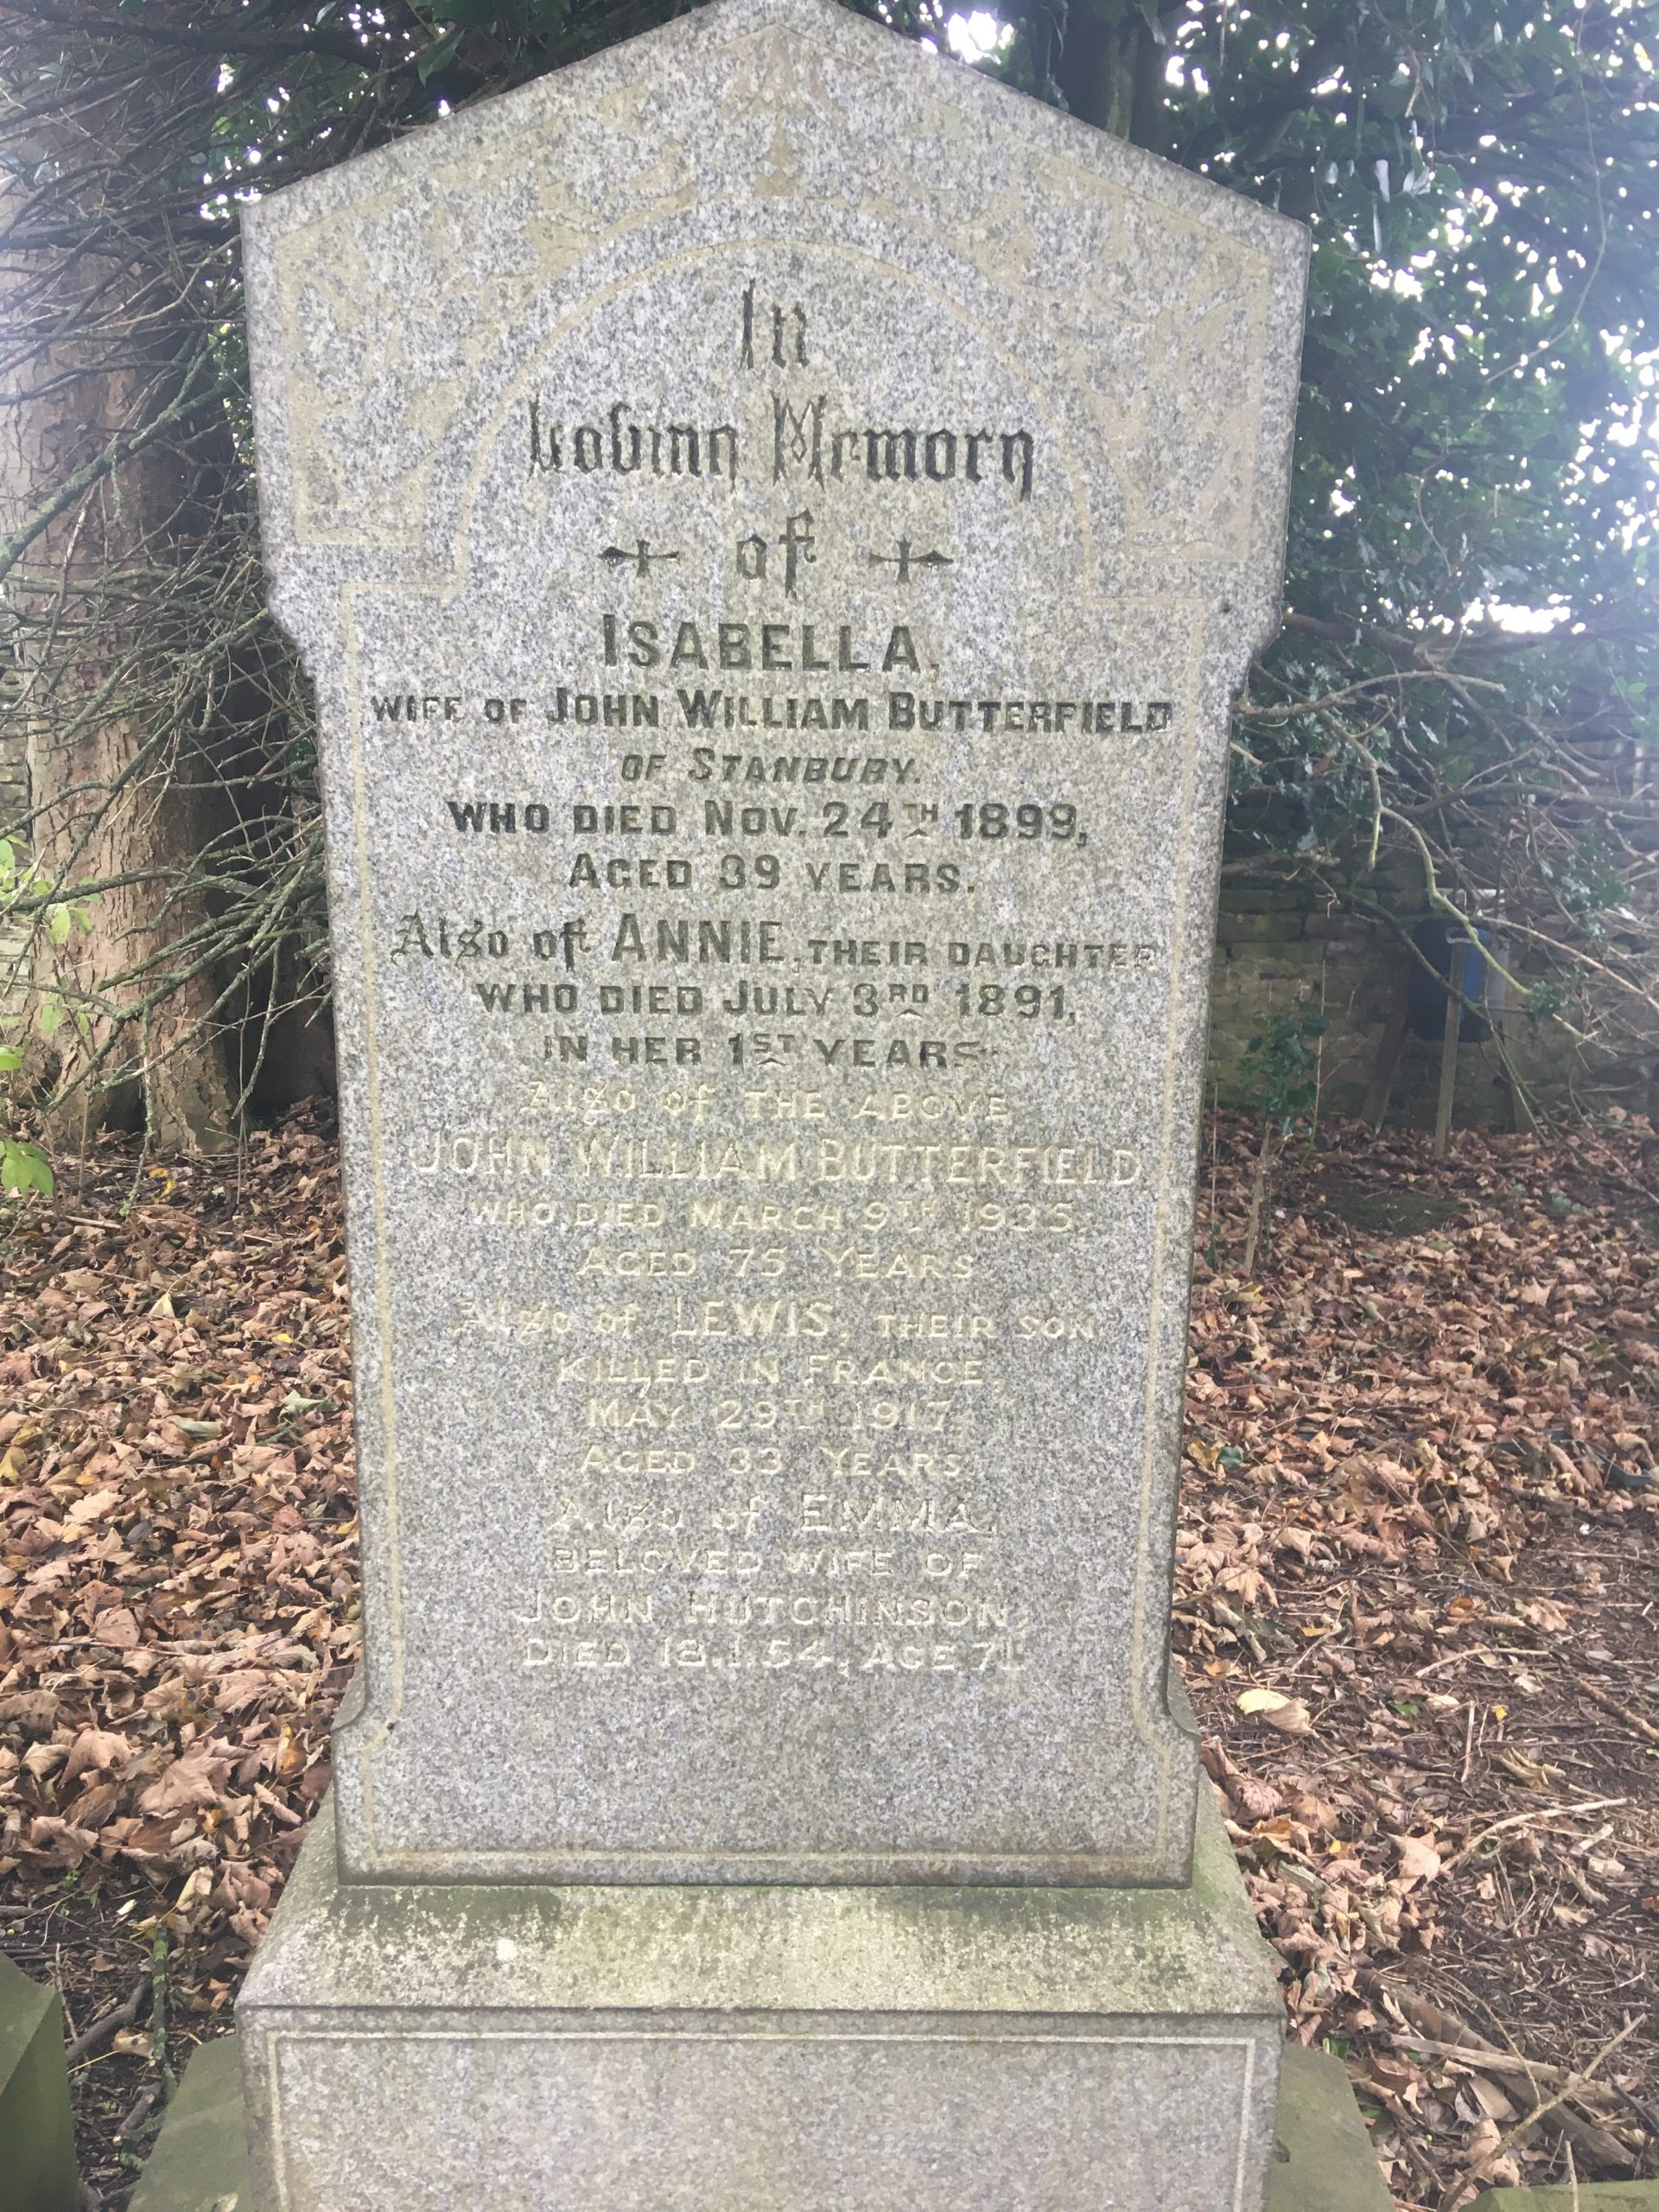 In
Loving Memory
of
ISABELLA,
WIFE OF JOHN WILLIAM BUTTERFIELD
OF STANBURY.
WHO DIED NOV. 24TH 1899,
AGED 39 YEARS.
Also of ANNIE, THEIR DAUGHTER
WHO DIED JULY 3RD 1891,
IN HER 1ST YEARS.
Also of THE ABOVE
JOHN WILLIAM BUTTERFIELD,
WHO DIED MARCH 9TH 1935,
AGED 75 YEARS.
Also of LEWIS, THEIR SON
KILLED IN FRANCE,
MAY 29TH 1917,
AGED 33 YEARS.
Also of EMMA,
BELOVED WIFE OF
JOHN HUTCHINSON,
DIED 18.1.54, AGE 71.